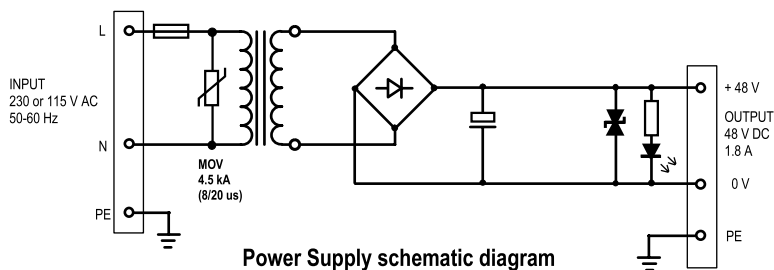 L
INPUT
230 or 115 V AC
50-60 Hz
N
PE
MOV
4.5 kA
(8/20 us)
+ 48 V
OUTPUT
48 V DC
1.8 A
0 V
PE
Power Supply schematic diagram